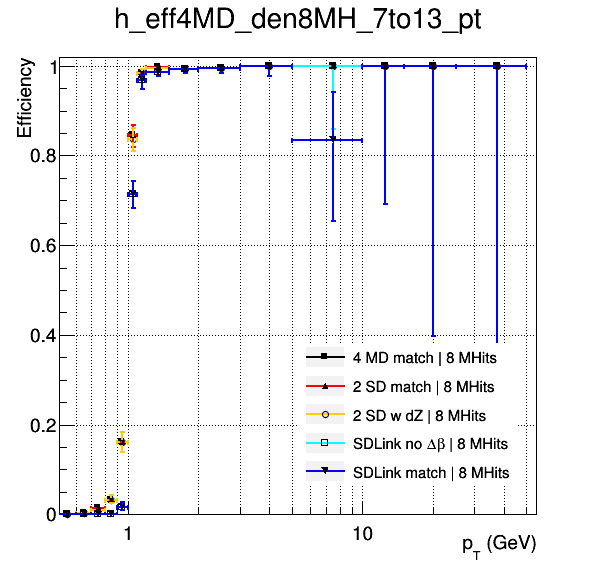 h_eff4MD_den8MH_7to13_pt
Efficiency
1
0.8
0.6
0.4
0.2
0
4 MD match | 8 MHits
2 SD match | 8 MHits
2 SD w dZ | 8 MHits
SDLink no Δβ | 8 MHits
SDLink match | 8 MHits
1
10
p_T (GeV)